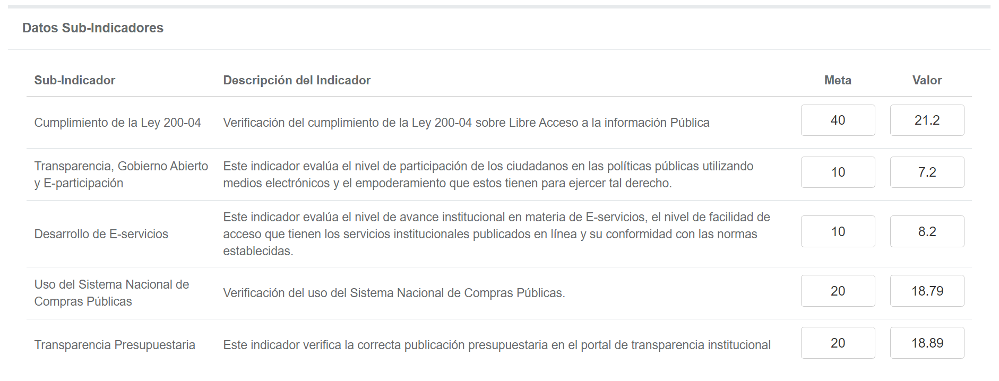 Datos Sub-Indicadores
Sub-Indicador Descripción del Indicador Meta Valor
Cumplimiento de la Ley 200-04 Verificación del cumplimiento de la Ley 200-04 sobre Libre Acceso a la información Pública 40 21.2
Transparencia, Gobierno Abierto
y E-participación
Este indicador evalúa el nivel de participación de los ciudadanos en las políticas públicas utilizando
medios electrónicos y el empoderamiento que estos tienen para ejercer tal derecho.
10 7.2
Desarrollo de E-servicios
Este indicador evalúa el nivel de avance institucional en materia de E-servicios, el nivel de facilidad de
acceso que tienen los servicios institucionales publicados en línea y su conformidad con las normas
establecidas.
10 8.2
Uso del Sistema Nacional de
Compras Públicas
Verificación del uso del Sistema Nacional de Compras Públicas.
20 18.79
Transparencia Presupuestaria Este indicador verifica la correcta publicación presupuestaria en el portal de transparencia institucional 20 18.89